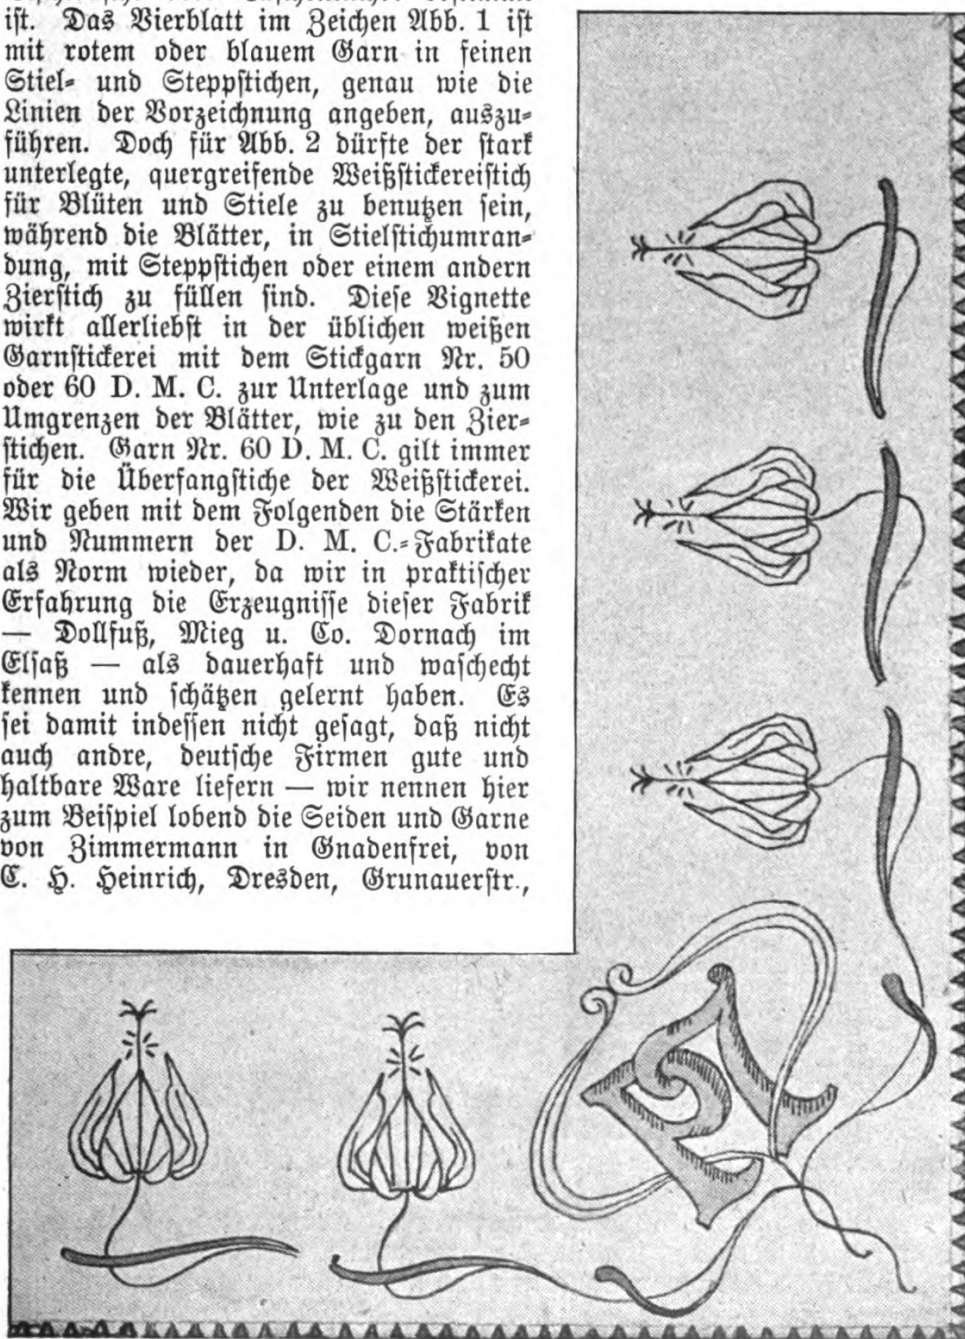 ist. Das Vierblatt im Zeichen Abb. 1 ist
mit rotem oder blauem Garn in feinen
Stiel- und Steppstichen, genau wie die
Linien der Vorzeichnung angeben, auszu-
führen. Doch für Abb. 2 dürfte der stark
unterlegte, quergreifende Weißstickereistich
für Blüten und Stiele zu benutzen sein,
während die Blätter, in Stielstichumran-
dung, mit Steppstichen oder einem andern
Zierstich zu füllen sind. Diese Vignette
wirkt allerliebst in der üblichen weißen
Garnstickerei mit dem Stickgarn Nr. 50
oder 60 D. M. C. zur Unterlage und zum
Umgrenzen der Blätter, wie zu den Zier-
stichen. Garn Nr. 60 D. M. C. gilt immer
für die Überfangstiche der Weißstickerei.
Wir geben mit dem Folgenden die Stärken
und Nummern der D. M. C.-Fabrikate
als Norm wieder, da wir in praktischer
Erfahrung die Erzeugnisse dieser Fabrik
— Dollfuß, Mieg u. Co. Dornach im
Elsaß — als dauerhaft und waschecht
kennen und schätzen gelernt haben. Es
sei damit indessen nicht gesagt, daß nicht
auch andre, deutsche Firmen gute und
haltbare Ware liefern — wir nennen hier
zum Beispiel lobend die Seiden und Garne
von Zimmermann in Gnadenfrei, von
C. H. Heinrich, Dresden, Grunauerstr.,